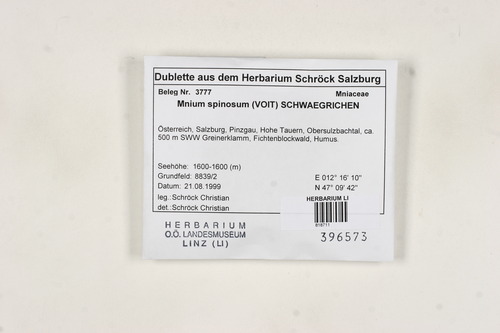 Dublette aus dem Herbarium Schröck Salzburg
Beleg Nr. 3777 Mniaceae
Mnium spinosum (VOIT) SCHWAEGRICHEN
Österreich, Salzburg, Pinzgau, Hohe Tauern, Obersulzbachtal, ca.
500 m SWW Greinerklamm, Fichtenblockwald, Humus.
Seehöhe: 1600-1600 (m)
Grundfeld: 8839/2 E 012° 16' 10''
Datum: 21.08.1999 N 47° 09' 42''
leg.:Schröck Christian HERBARIUM LI
det.:Schröck Christian
HERBARIUM
O.Ö. LANDESMUSEUM
LINZ (LI)
396573